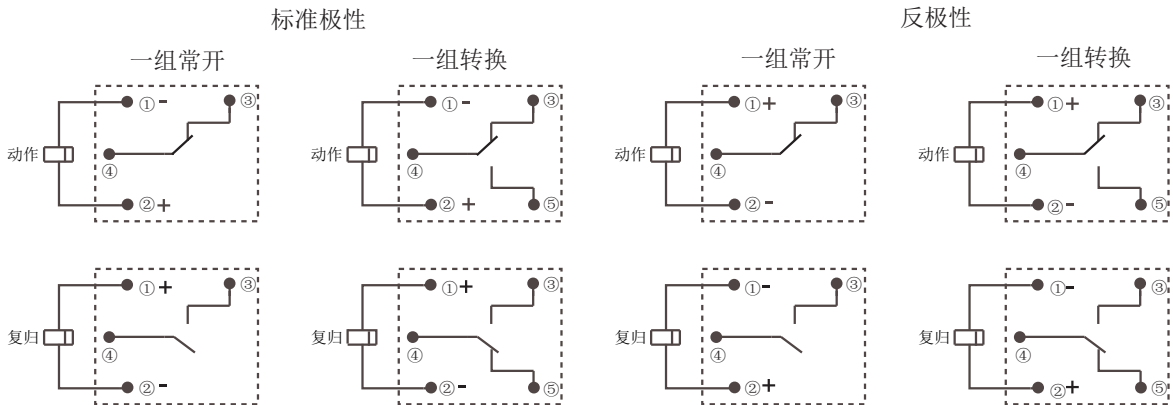 标准极性 反极性
一组常开 一组转换 一组常开 一组转换
①- ③ ①- ③ ①+ ③ ①+ ③
动作 动作 动作 动作
④ ④ ④ ④
②+ ②+ ⑤ ②- ②- ⑤
①+ ③ ①+ ③ ①- ③ ①- ③
复归 复归 复归 复归
④ ④ ④ ④
②- ②- ⑤ ②+ ②+ ⑤